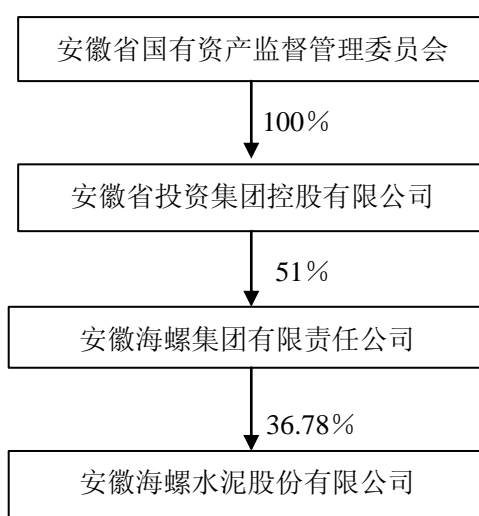 安徽省国有资产监督管理委员会
100％
安徽省投资集团控股有限公司
51％
安徽海螺集团有限责任公司
36.78％
安徽海螺水泥股份有限公司